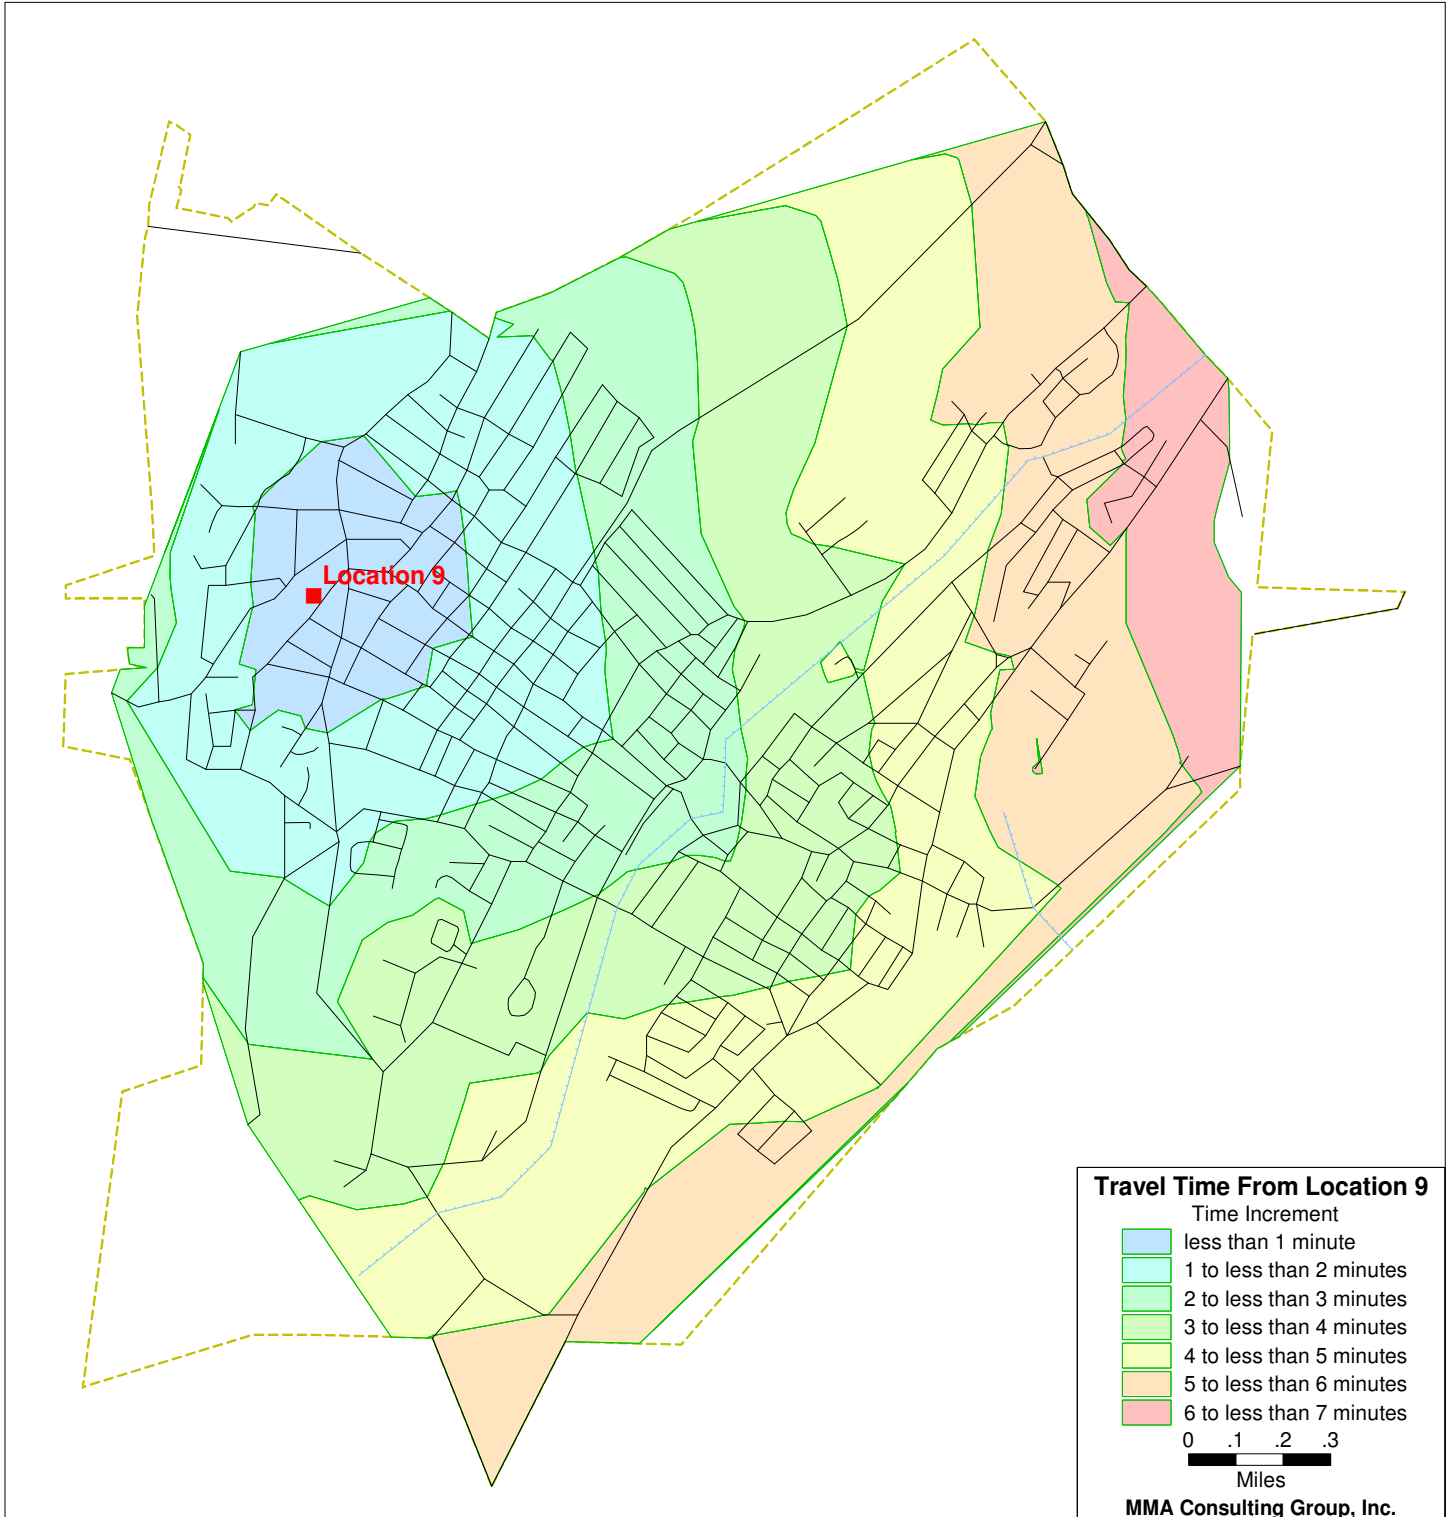 Location 9
Travel Time From Location 9
Time Increment
less than 1 minute
1 to less than 2 minutes
2 to less than 3 minutes
3 to less than 4 minutes
4 to less than 5 minutes
5 to less than 6 minutes
6 to less than 7 minutes
0 .1 .2 .3
Miles
MMA Consulting Group, Inc.